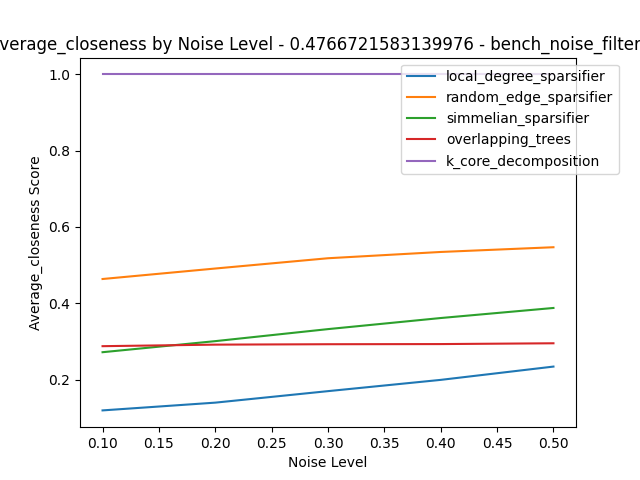 verage_closeness by Noise Level - 0.4766721583139976 - bench_noise_filter
local_degree_sparsifier
random_edge_sparsifier
simmelian_sparsifier
overlapping_trees
k_core_decomposition
Average_closeness Score
1.0
0.8
0.6
0.4
0.2
0.10 0.15 0.20 0.25 0.30 0.35 0.40 0.45 0.50
Noise Level